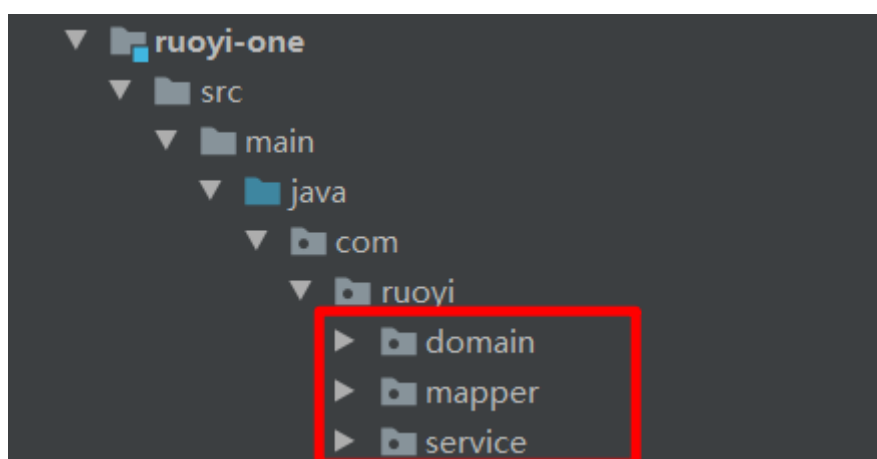 ruoyi-one
src
main
java
com
ruoyi
domain
mapper
service